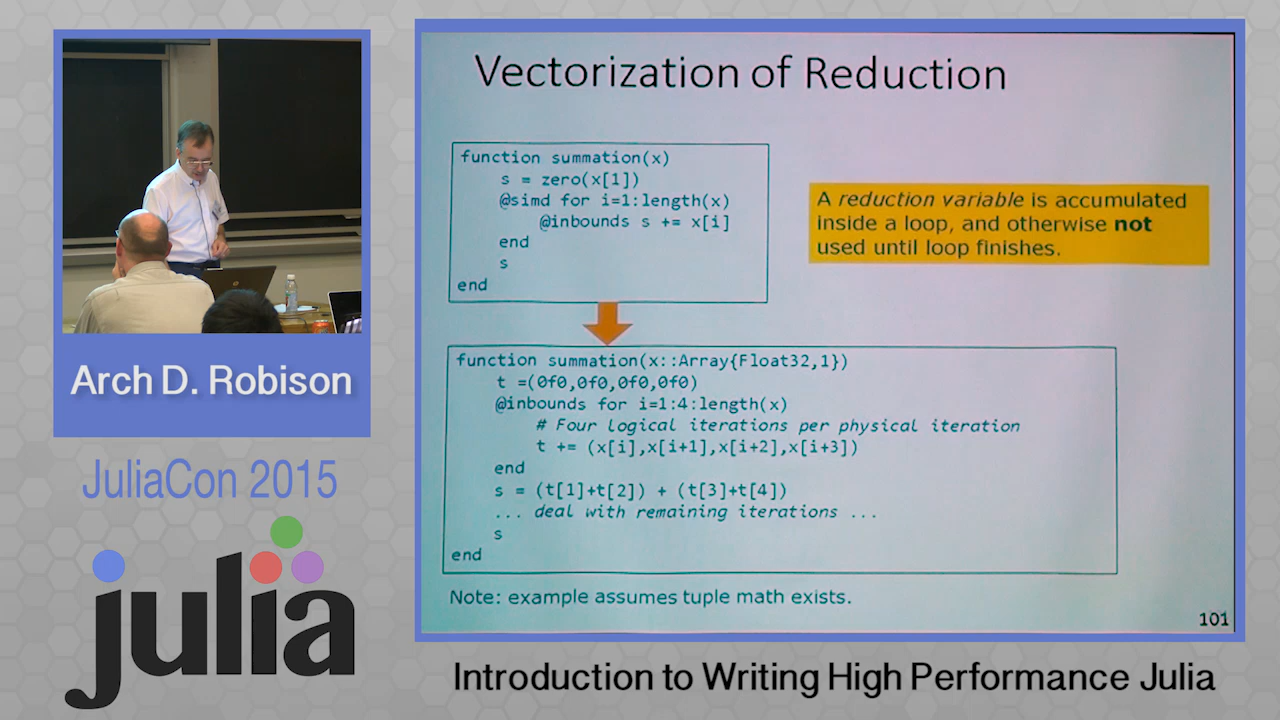 Vectorization of Reduction
function summation(x)
s = zero(x[1])
@simd for i=1:length(x)
@inbounds s += x[i]
end
s
end
A reduction variable is accumulated
inside a loop, and otherwise not
used until loop finishes.
function summation(x::Array{Float32,1})
t =(0f0,0f0,0f0,0f0)
@inbounds for i=1:4:length(x)
# Four logical iterations per physical iteration
t += (x[i],x[i+1],x[i+2],x[i+3])
end
s = (t[1]+t[2]) + (t[3]+t[4])
... deal with remaining iterations ...
s
end
Note: example assumes tuple math exists.
101
Arch D. Robison
JuliaCon 2015
julia
Introduction to Writing High Performance Julia